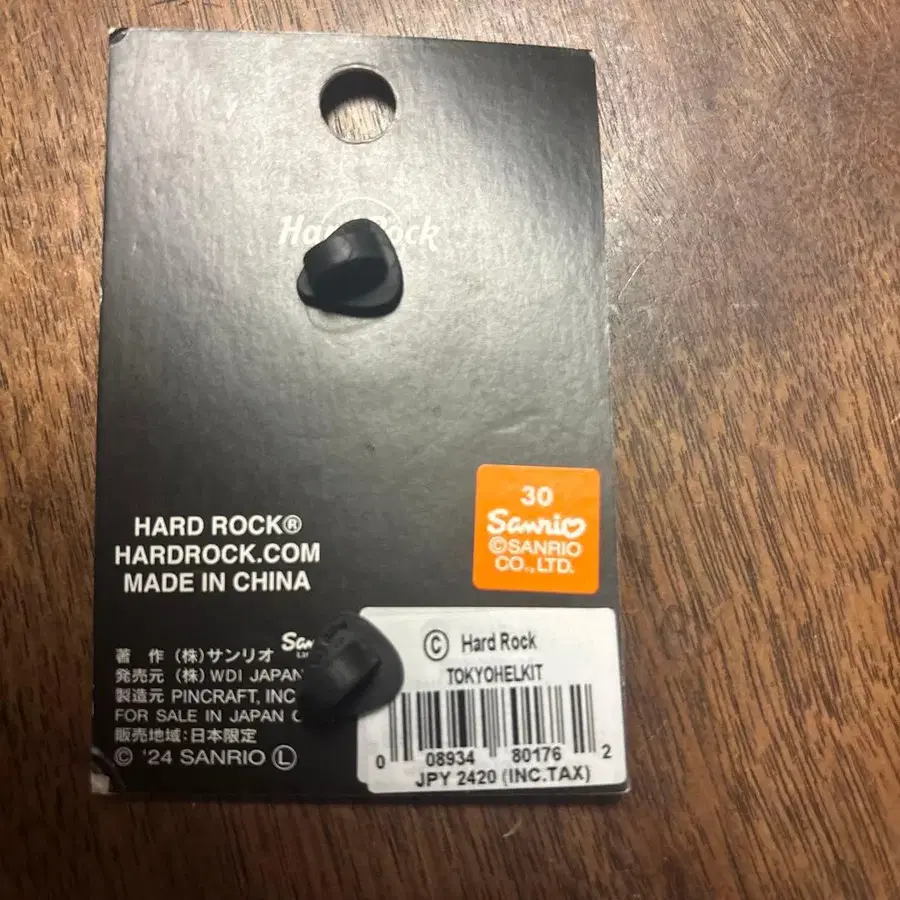 Rock
HARD ROCK®
HARDROCK.COM
MADE IN CHINA
30
Sanrio
©SANRIO
CO., LTD.
著 作 (株)サンリオ
発売元 (株) WDI JAPAN
製造元 PINCRAFT, INC
FOR SALE IN JAPAN
販売地域:日本限定
© '24 SANRIO Ⓛ
© Hard Rock
TOKYOHELKIT
0 08934 80176 2
JPY 2420 (INC.TAX)